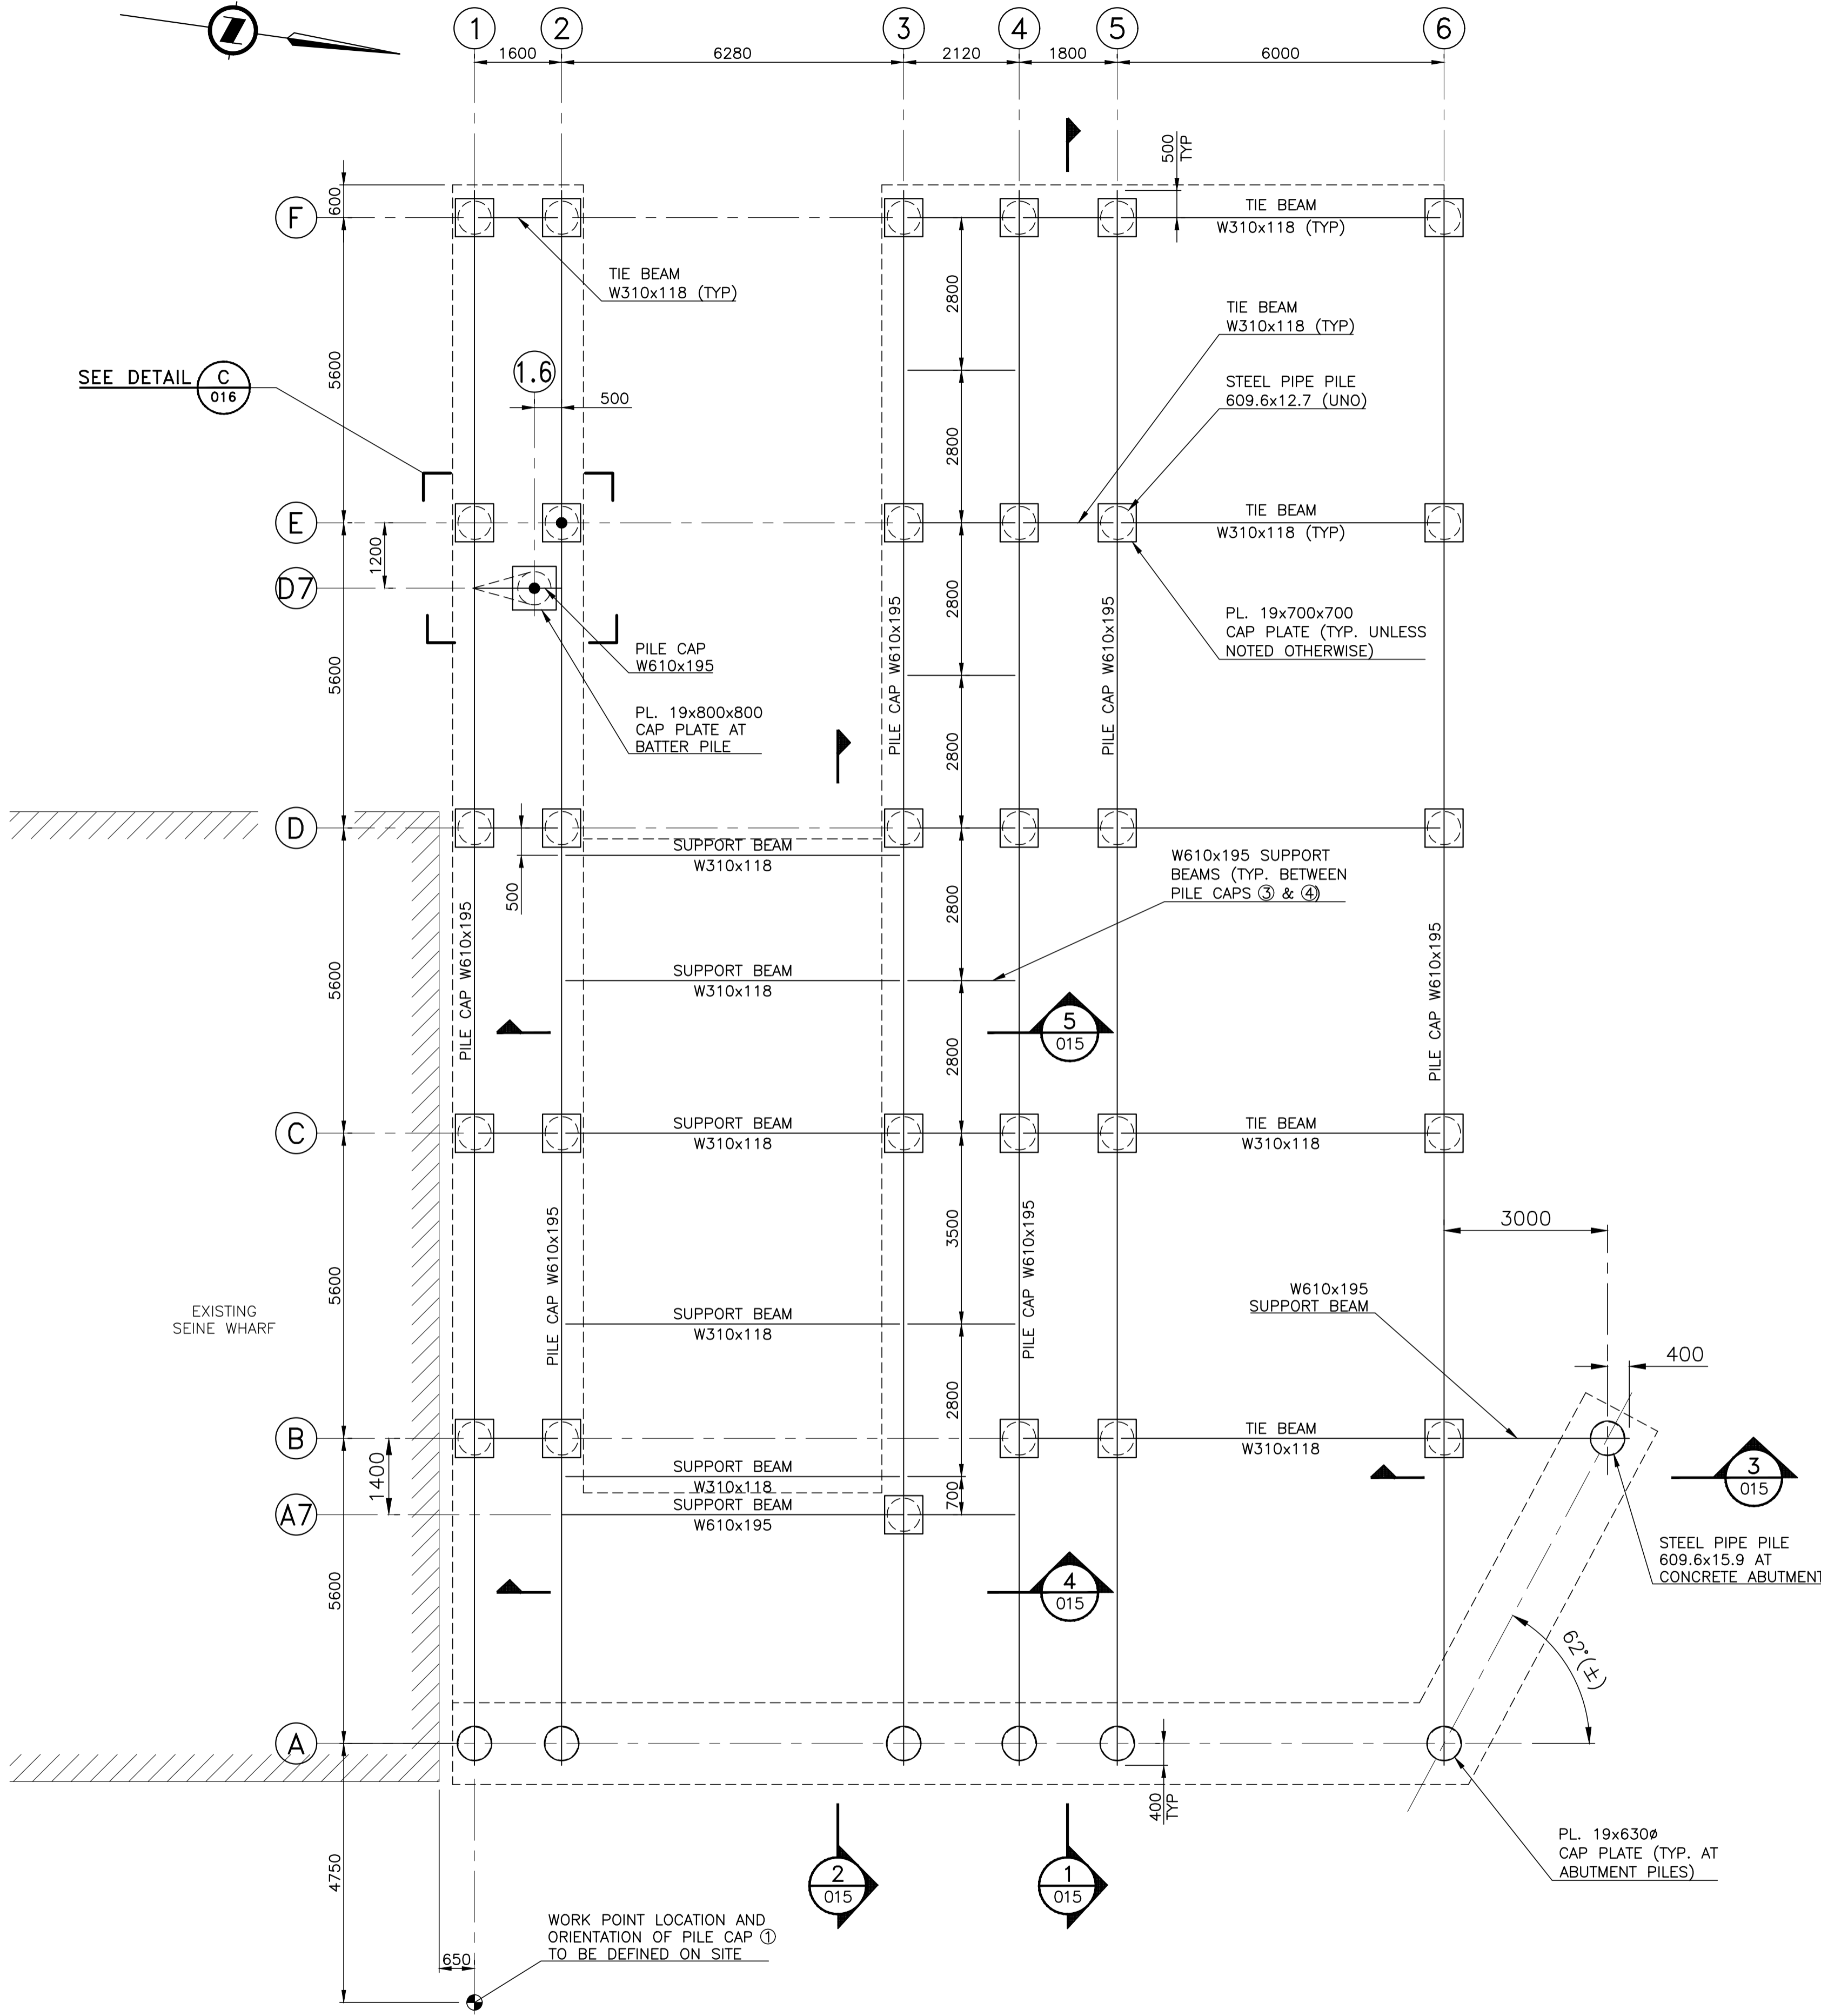 1
2
3
4
5
6
1600
6280
2120
1800
6000
500
TYP
600
F
TIE BEAM
W310x118 (TYP)
TIE BEAM
W310x118 (TYP)
2800
TIE BEAM
W310x118 (TYP)
5600
SEE DETAIL
C
016
1.6
500
STEEL PIPE PILE
609.6x12.7 (UNO)
2800
E
TIE BEAM
W310x118 (TYP)
1200
D7
2800
PILE CAP W610x195
PILE CAP W610x195
PL. 19x700x700
CAP PLATE (TYP. UNLESS
NOTED OTHERWISE)
PILE CAP
W610x195
5600
PL. 19x800x800
CAP PLATE AT
BATTER PILE
2800
D
SUPPORT BEAM
W310x118
500
W610x195 SUPPORT
BEAMS (TYP. BETWEEN
PILE CAPS ③ & ④)
2800
PILE CAP W610x195
5600
SUPPORT BEAM
W310x118
PILE CAP W610x195
5
015
2800
C
SUPPORT BEAM
W310x118
TIE BEAM
W310x118
3500
3000
PILE CAP W610x195
PILE CAP W610x195
5600
EXISTING
SEINE WHARF
SUPPORT BEAM
W310x118
W610x195
SUPPORT BEAM
400
2800
B
TIE BEAM
W310x118
1400
SUPPORT BEAM
W310x118
700
3
015
A7
SUPPORT BEAM
W610x195
STEEL PIPE PILE
609.6x15.9 AT
CONCRETE ABUTMENT
5600
4
015
62°(±)
A
400
TYP
PL. 19x630ø
CAP PLATE (TYP. AT
ABUTMENT PILES)
4750
2
015
1
015
WORK POINT LOCATION AND
ORIENTATION OF PILE CAP ①
TO BE DEFINED ON SITE
650